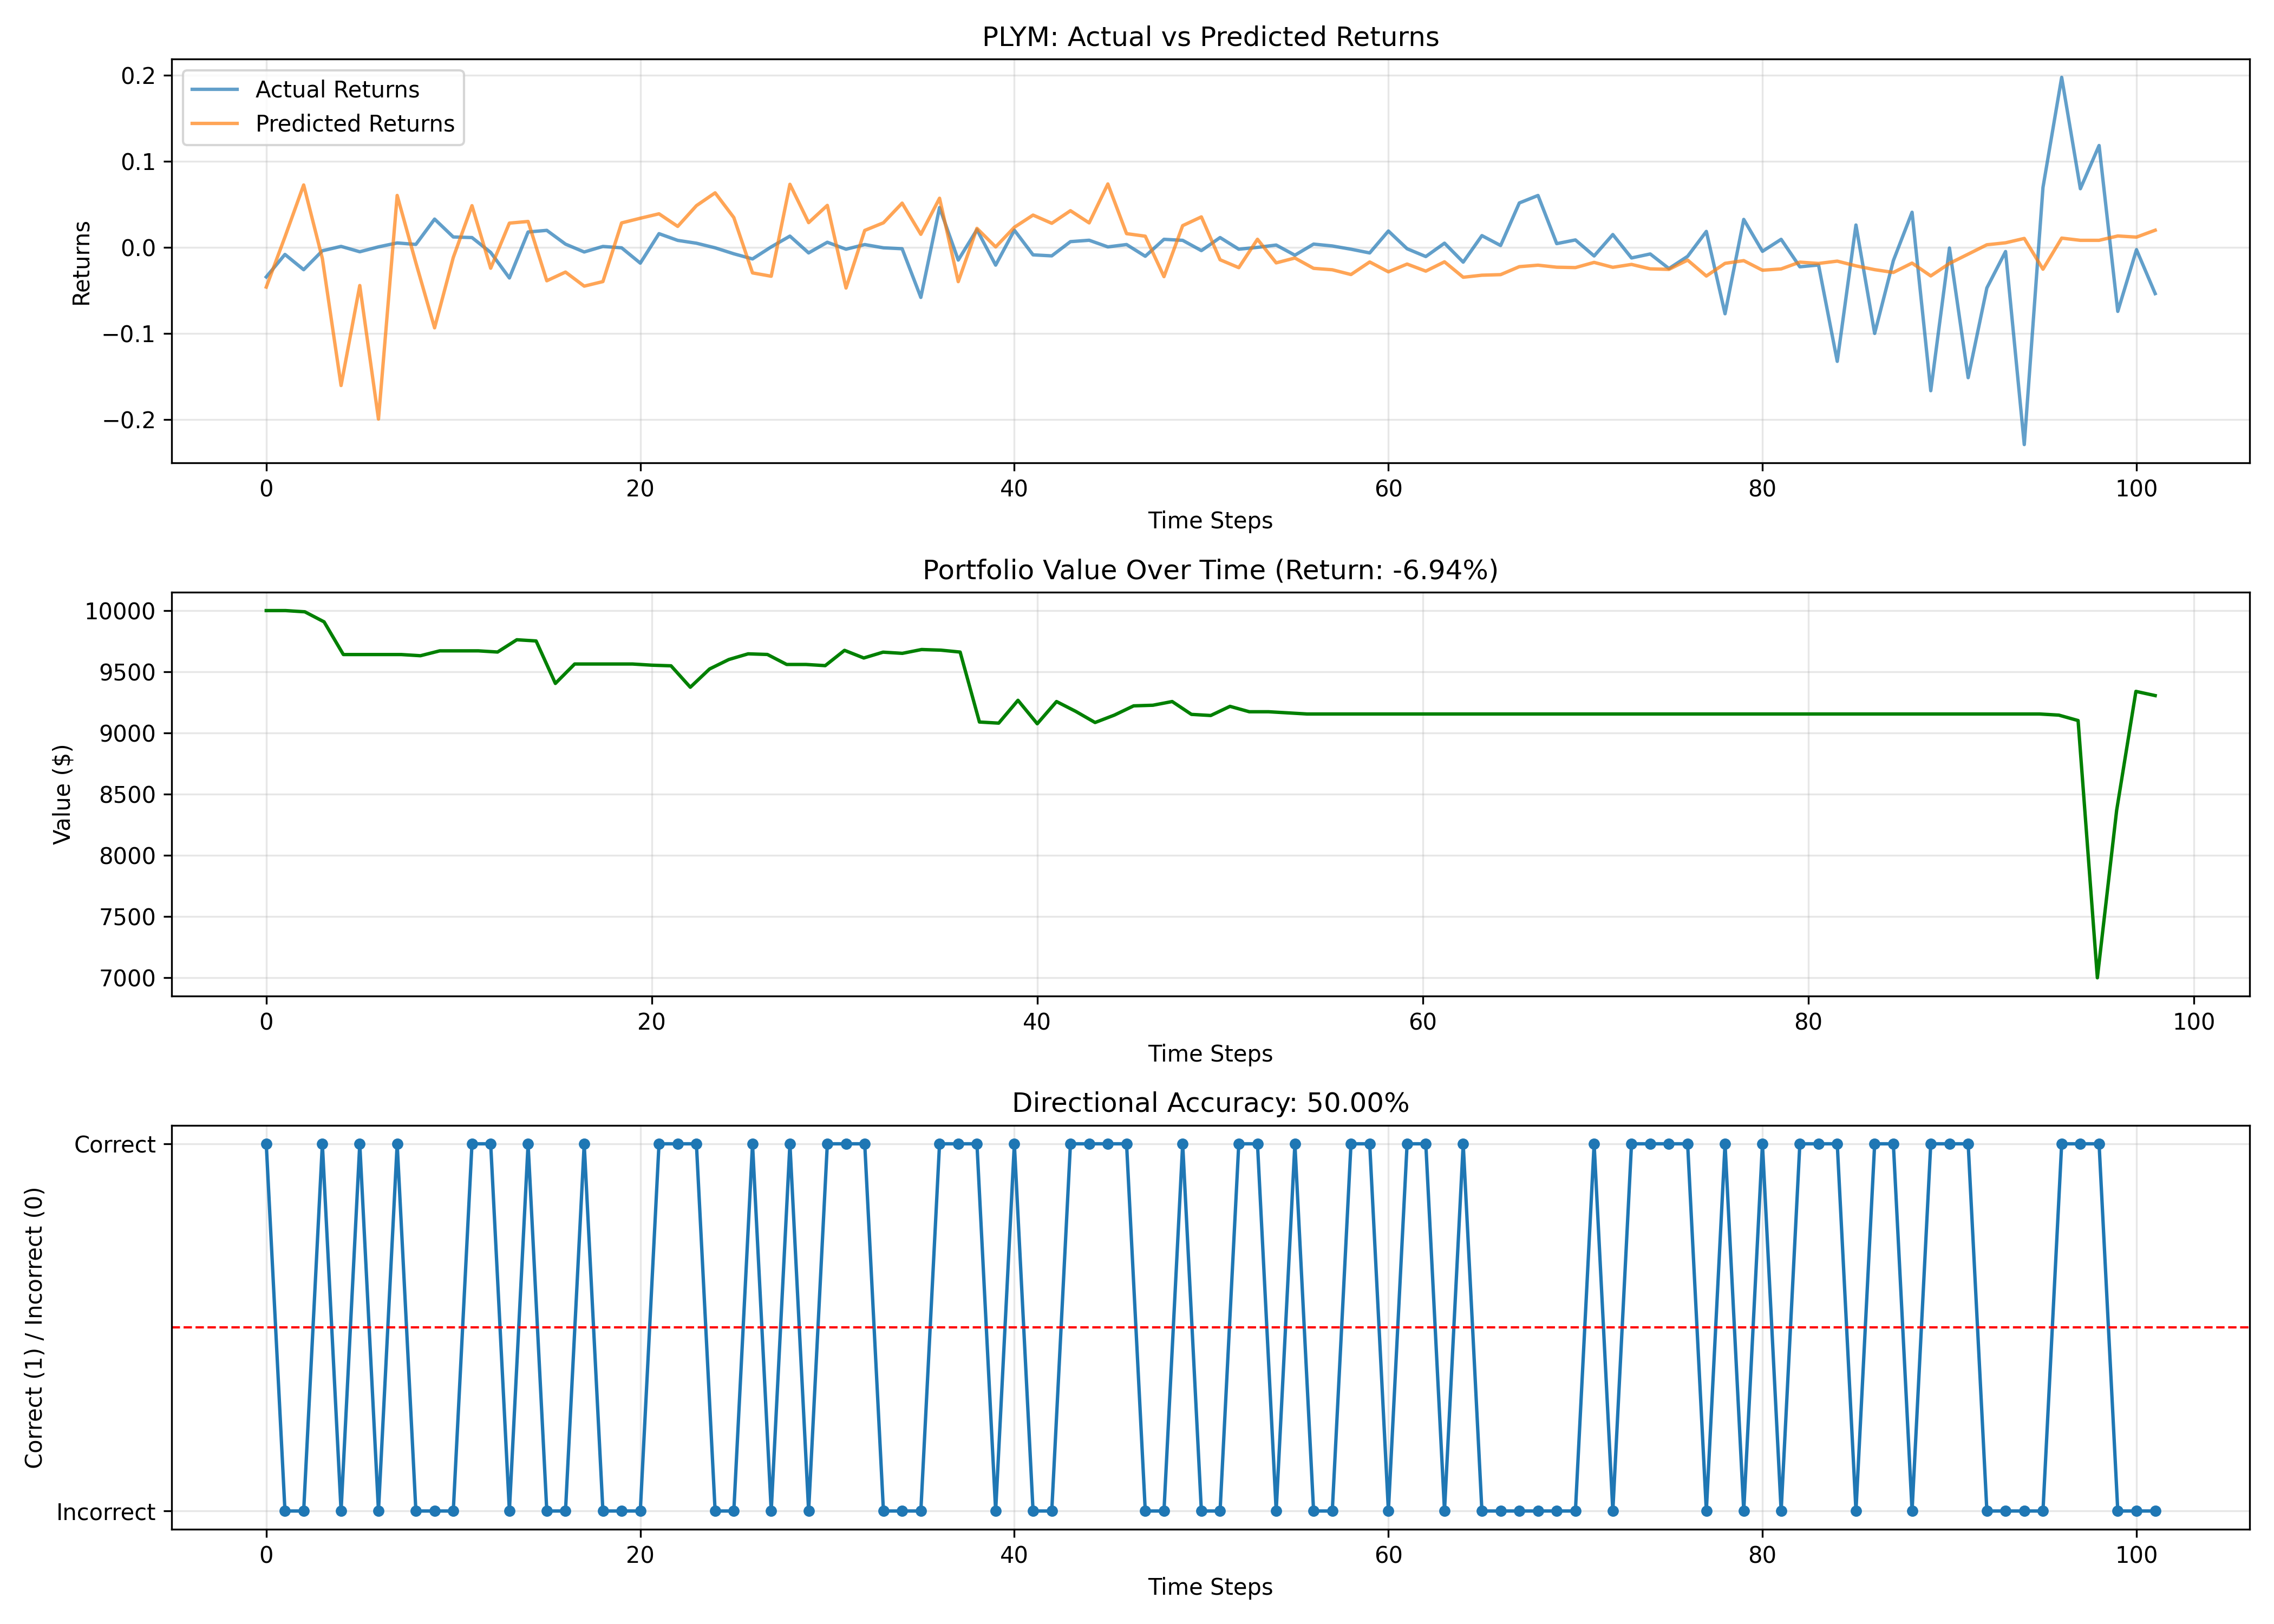 PLYM: Actual vs Predicted Returns
Actual Returns
Predicted Returns
0.2
0.1
0.0
−0.1
−0.2
Returns
0 20 40 60 80 100
Time Steps
Portfolio Value Over Time (Return: -6.94%)
10000
9500
9000
8500
8000
7500
7000
Value ($)
0 20 40 60 80 100
Time Steps
Directional Accuracy: 50.00%
Correct
Incorrect
Correct (1) / Incorrect (0)
0 20 40 60 80 100
Time Steps